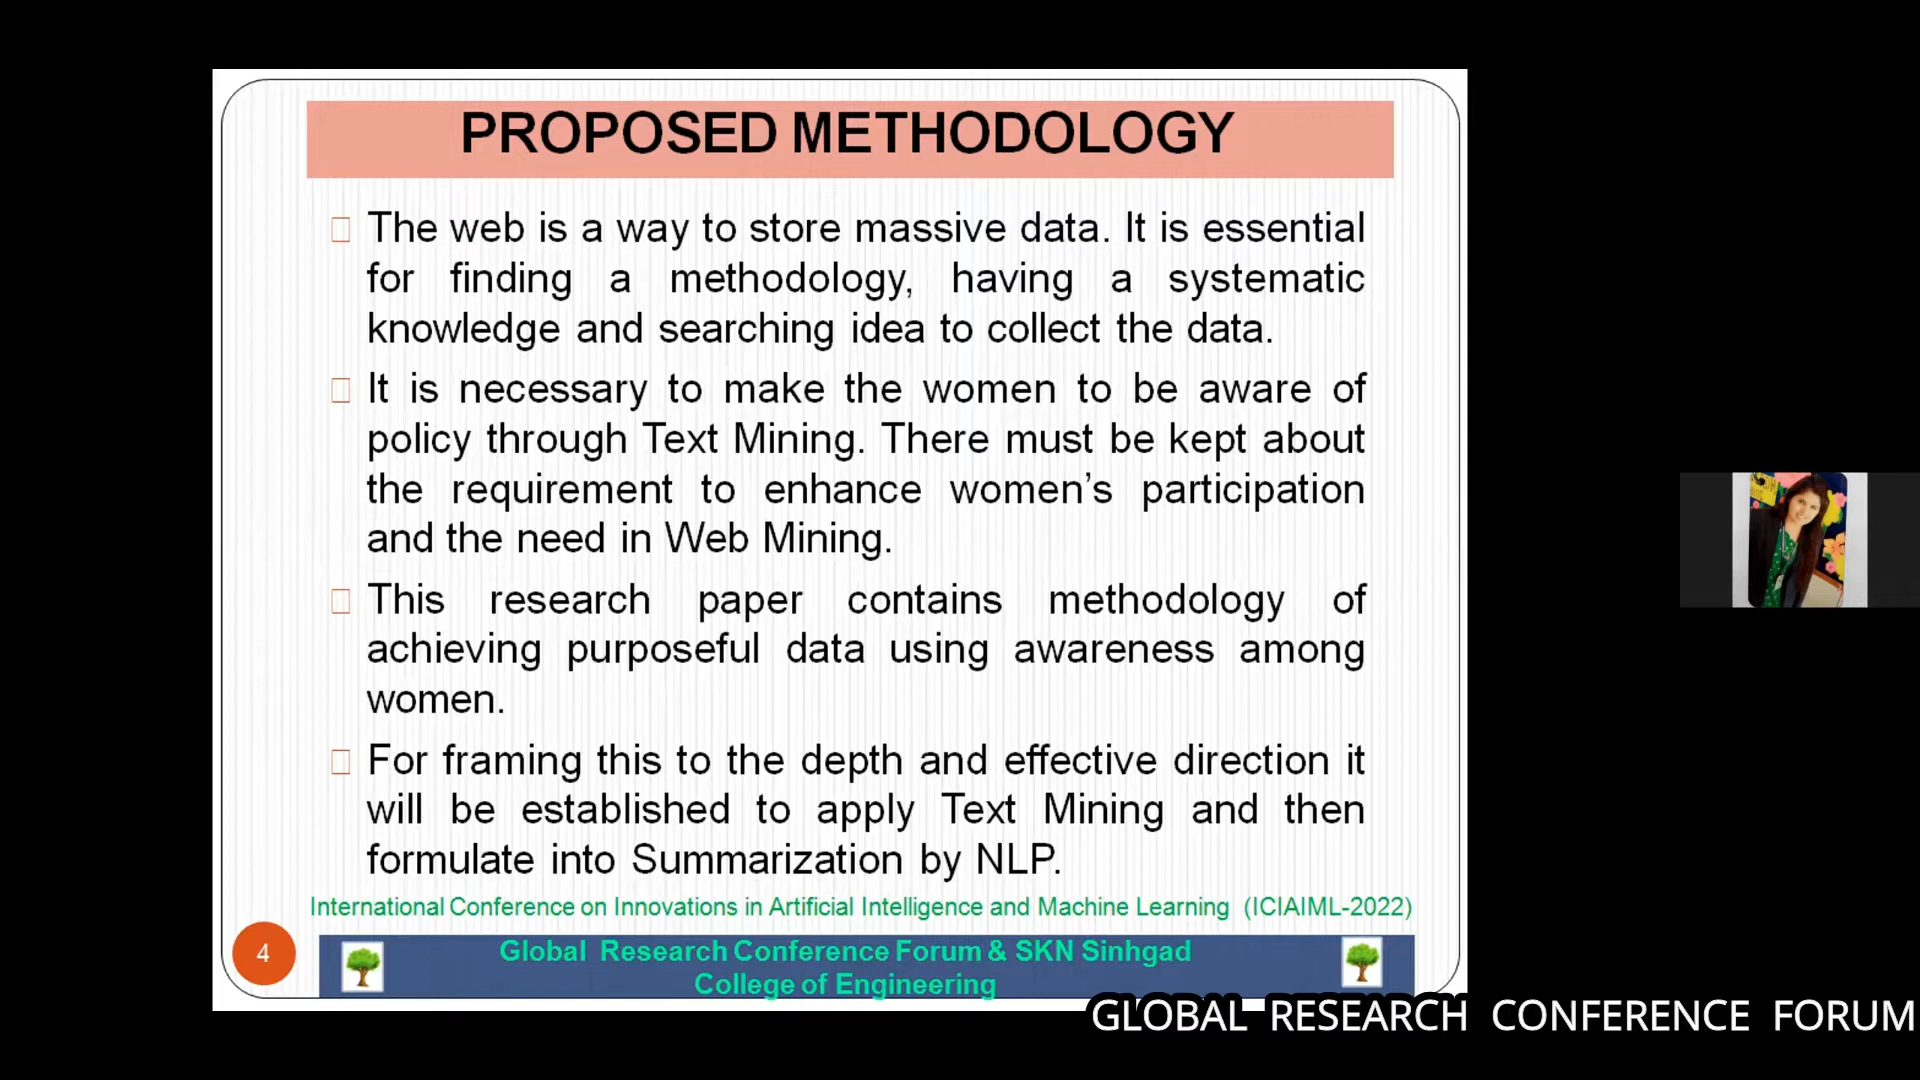 PROPOSED METHODOLOGY
The web is a way to store massive data. It is essential
for finding a methodology, having a systematic
knowledge and searching idea to collect the data.
It is necessary to make the women to be aware of
policy through Text Mining. There must be kept about
the requirement to enhance women’s participation
and the need in Web Mining.
This research paper contains methodology of
achieving purposeful data using awareness among
women.
For framing this to the depth and effective direction it
will be established to apply Text Mining and then
formulate into Summarization by NLP.
International Conference on Innovations in Artificial Intelligence and Machine Learning (ICIAIML-2022)
4
Global Research Conference Forum & SKN Sinhgad
College of Engineering
GLOBAL RESEARCH CONFERENCE FORUM